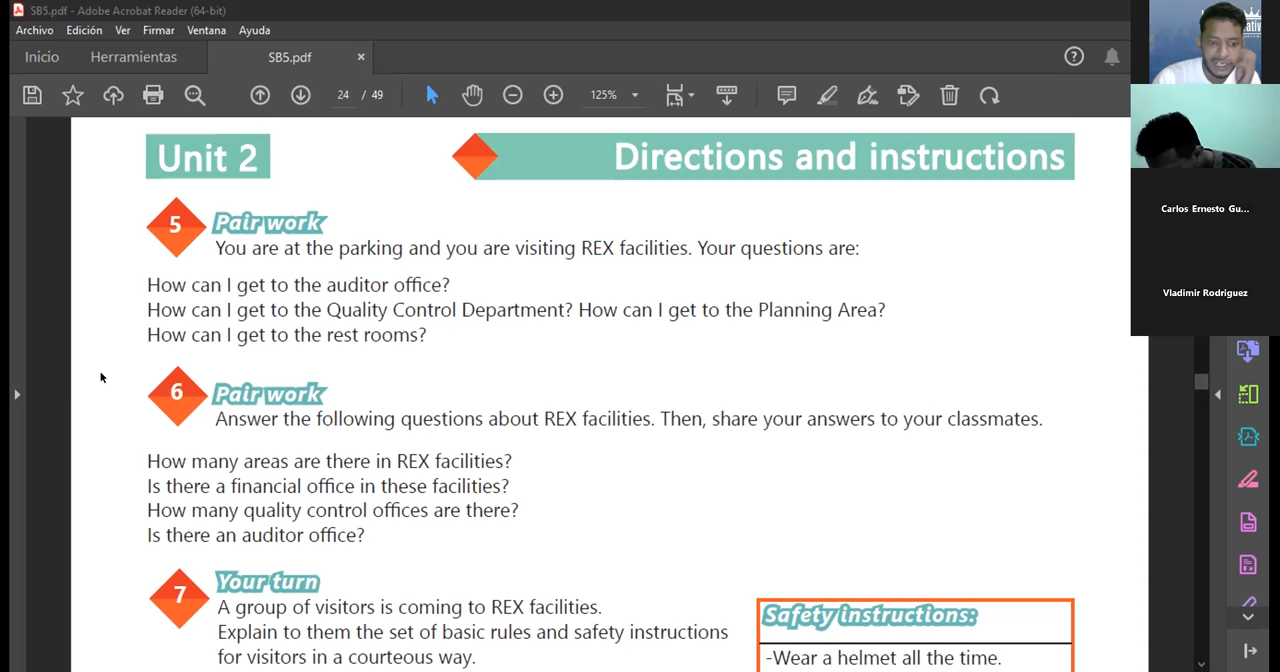 SB5.pdf - Adobe Acrobat Reader (64-bit)
Archivo Edición Ver Firmar Ventana Ayuda
Inicio Herramientas SB5.pdf ×
24 / 49 125%
Unit 2
Directions and instructions
5 Pair work
You are at the parking and you are visiting REX facilities. Your questions are:
How can I get to the auditor office?
How can I get to the Quality Control Department? How can I get to the Planning Area?
How can I get to the rest rooms?
6 Pair work
Answer the following questions about REX facilities. Then, share your answers to your classmates.
How many areas are there in REX facilities?
Is there a financial office in these facilities?
How many quality control offices are there?
Is there an auditor office?
7 Your turn
A group of visitors is coming to REX facilities.
Explain to them the set of basic rules and safety instructions
for visitors in a courteous way.
Safety instructions:
-Wear a helmet all the time.
Carlos Ernesto Gu...
Vladimir Rodriguez